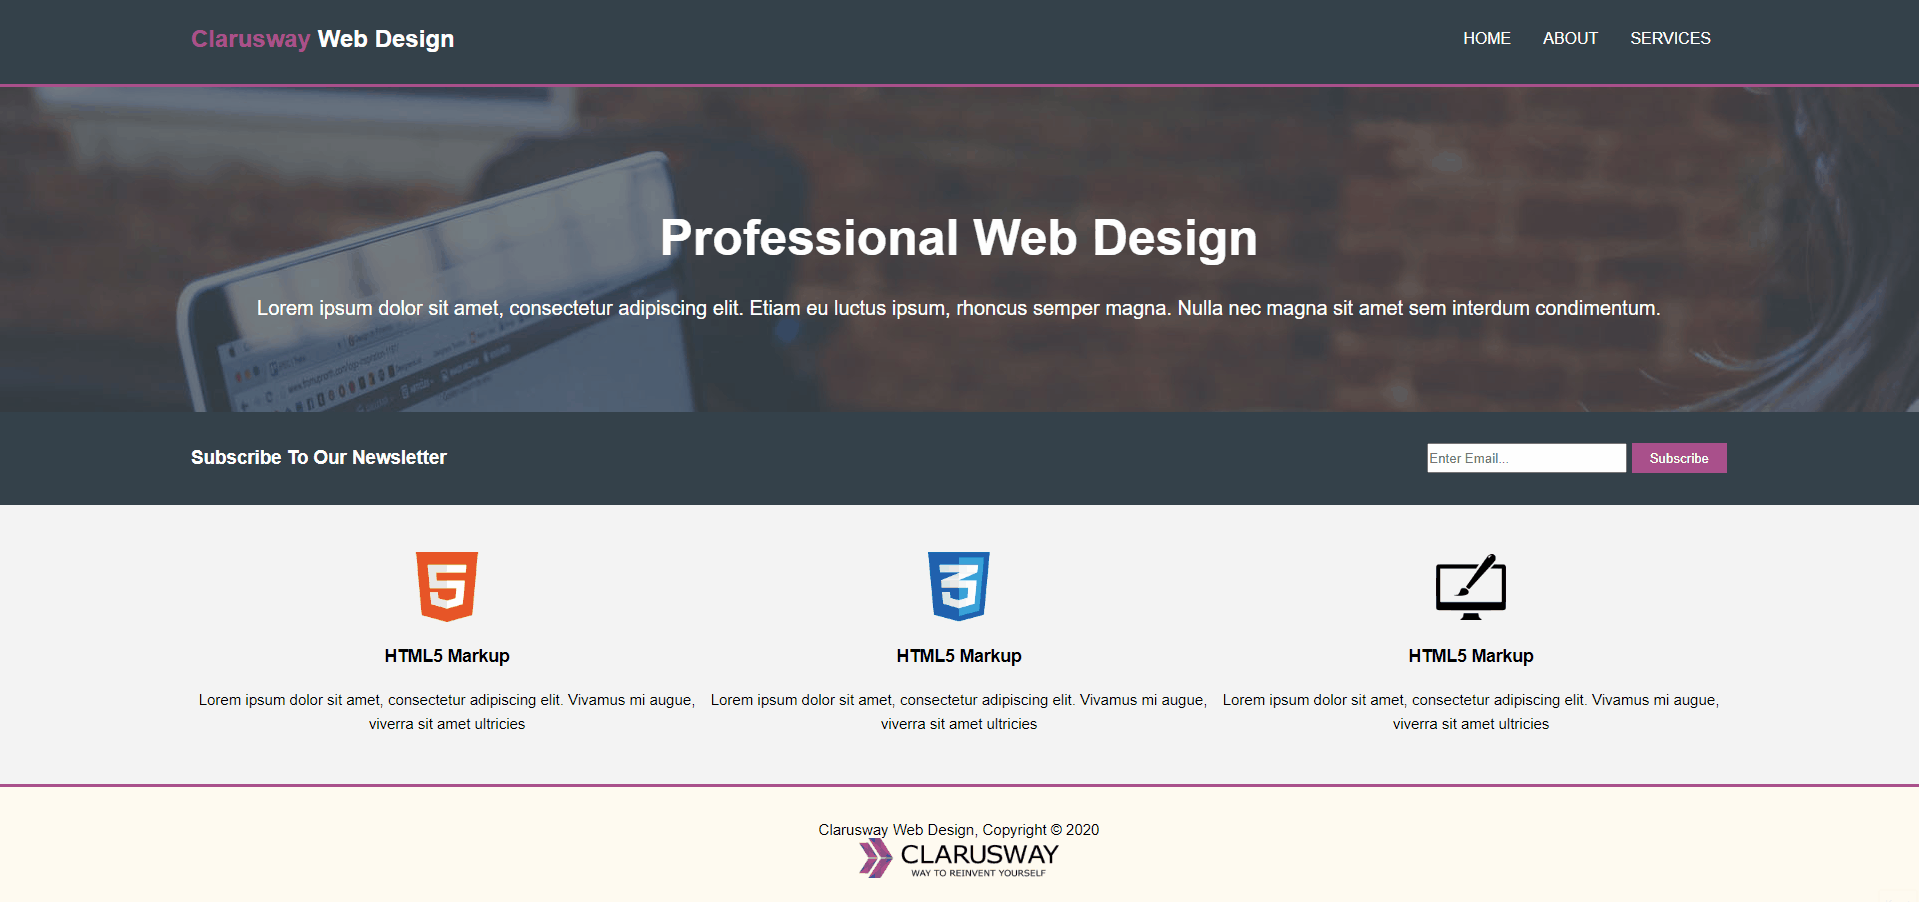 Clarusway Web Design
HOME ABOUT SERVICES
Professional Web Design
Lorem ipsum dolor sit amet, consectetur adipiscing elit. Etiam eu luctus ipsum, rhoncus semper magna. Nulla nec magna sit amet sem interdum condimentum.
Subscribe To Our Newsletter
Enter Email... Subscribe
HTML5 Markup
Lorem ipsum dolor sit amet, consectetur adipiscing elit. Vivamus mi augue,
viverra sit amet ultricies
HTML5 Markup
Lorem ipsum dolor sit amet, consectetur adipiscing elit. Vivamus mi augue,
viverra sit amet ultricies
HTML5 Markup
Lorem ipsum dolor sit amet, consectetur adipiscing elit. Vivamus mi augue,
viverra sit amet ultricies
Clarusway Web Design, Copyright © 2020
CLARUSWAY
WAY TO REINVENT YOURSELF